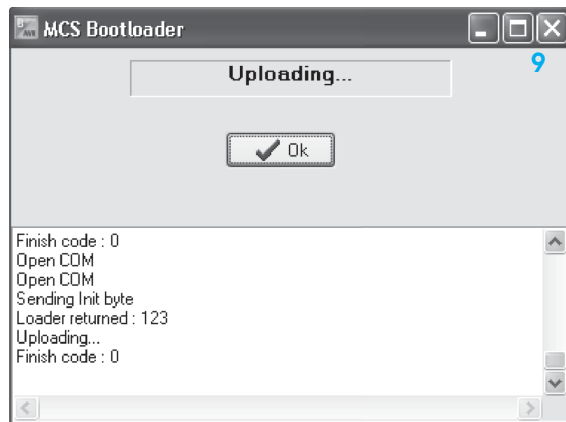 MCS Bootloader
9
Uploading...
Ok
Finish code : 0
Open COM
Open COM
Sending Init byte
Loader returned : 123
Uploading...
Finish code : 0